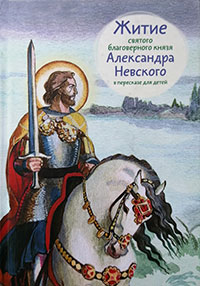 Житие
святого
благоверного князя
Александра
Невского
в пересказе для детей